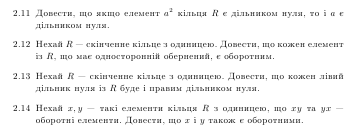 2.11 Довести, що якщо елемент a² кільця R є дільником нуля, то і a є
дільником нуля.
2.12 Нехай R — скінченне кільце з одиницею. Довести, що кожен елемент
із R, що має односторонній обернений, є оборотним.
2.13 Нехай R — скінченне кільце з одиницею. Довести, що кожен лівий
дільник нуля із R буде і правим дільником нуля.
2.14 Нехай x, y — такі елементи кільця R з одиницею, що xy та yx —
оборотні елементи. Довести, що x і y також є оборотними.